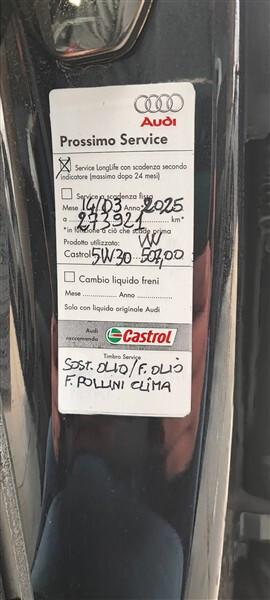 Audi
Prossimo Service
Service LongLife con scadenza secondo
indicatore (massimo dopo 24 mesi)
Service a scadenza fissa
Mese 14/03 Anno: 2025
a 273921 km*
*in funzione a ciò che scade prima
Prodotto utilizzato: VW
Castrol 5W30 507,00
Cambio liquido freni
Mese Anno
Solo con liquido originale Audi
Audi
raccomanda Castrol
Timbro Service
SOST. OLIO/F. OLIO
F. POLLINI CLIMA